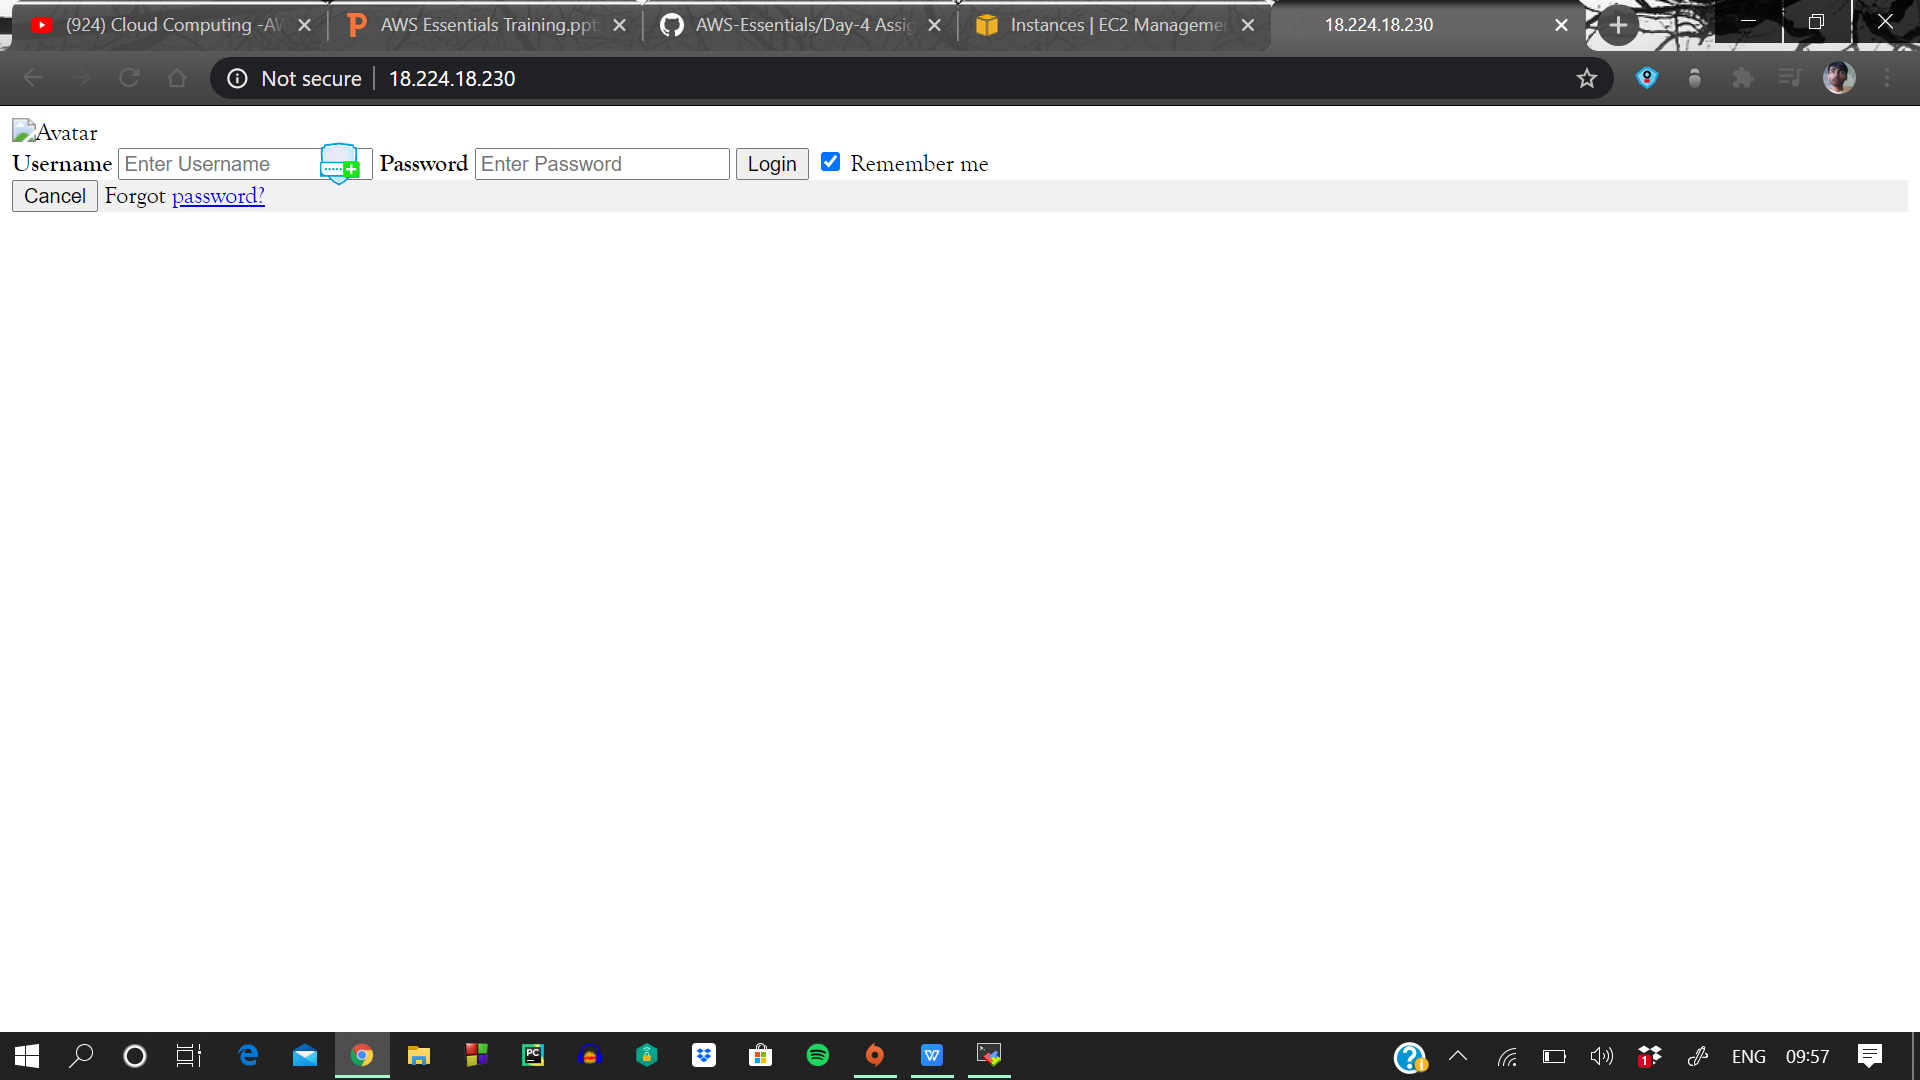 (924) Cloud Computing -AW
AWS Essentials Training.ppt
AWS-Essentials/Day-4 Assig
Instances | EC2 Managemen
18.224.18.230
Not secure
18.224.18.230
Avatar
Username Enter Username Password Enter Password Login Remember me
Cancel Forgot password?
ENG 09:57